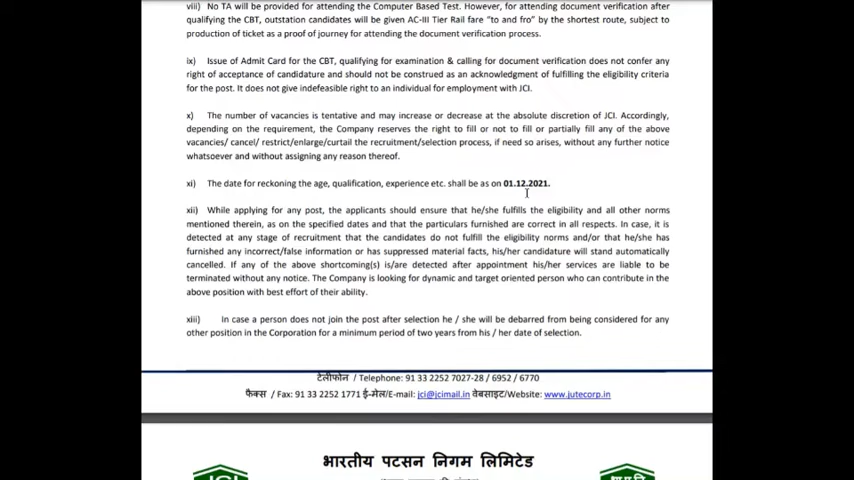 viii) No TA will be provided for attending the Computer Based Test. However, for attending document verification after
qualifying the CBT, outstation candidates will be given AC-III Tier Rail fare "to and fro" by the shortest route, subject to
production of ticket as a proof of journey for attending the document verification process.
ix) Issue of Admit Card for the CBT, qualifying for examination & calling for document verification does not confer any
right of acceptance of candidature and should not be construed as an acknowledgment of fulfilling the eligibility criteria
for the post. It does not give indefeasible right to an individual for employment with JCI.
x) The number of vacancies is tentative and may increase or decrease at the absolute discretion of JCI. Accordingly,
depending on the requirement, the Company reserves the right to fill or not to fill or partially fill any of the above
vacancies/ cancel/ restrict/enlarge/curtail the recruitment/selection process, if need so arises, without any further notice
whatsoever and without assigning any reason thereof.
xi) The date for reckoning the age, qualification, experience etc. shall be as on 01.12.2021.
xii) While applying for any post, the applicants should ensure that he/she fulfills the eligibility and all other norms
mentioned therein, as on the specified dates and that the particulars furnished are correct in all respects. In case, it is
detected at any stage of recruitment that the candidates do not fulfill the eligibility norms and/or that he/she has
furnished any incorrect/false information or has suppressed material facts, his/her candidature will stand automatically
cancelled. If any of the above shortcoming(s) is/are detected after appointment his/her services are liable to be
terminated without any notice. The Company is looking for dynamic and target oriented person who can contribute in the
above position with best effort of their ability.
xiii) In case a person does not join the post after selection he / she will be debarred from being considered for any
other position in the Corporation for a minimum period of two years from his / her date of selection.
टेलीफोन / Telephone: 91 33 2252 7027-28 / 6952 / 6770
फैक्स / Fax: 91 33 2252 1771 ई-मेल/E-mail: jci@jcimail.in वेबसाइट/Website: www.jutecorp.in
भारतीय पटसन निगम लिमिटेड